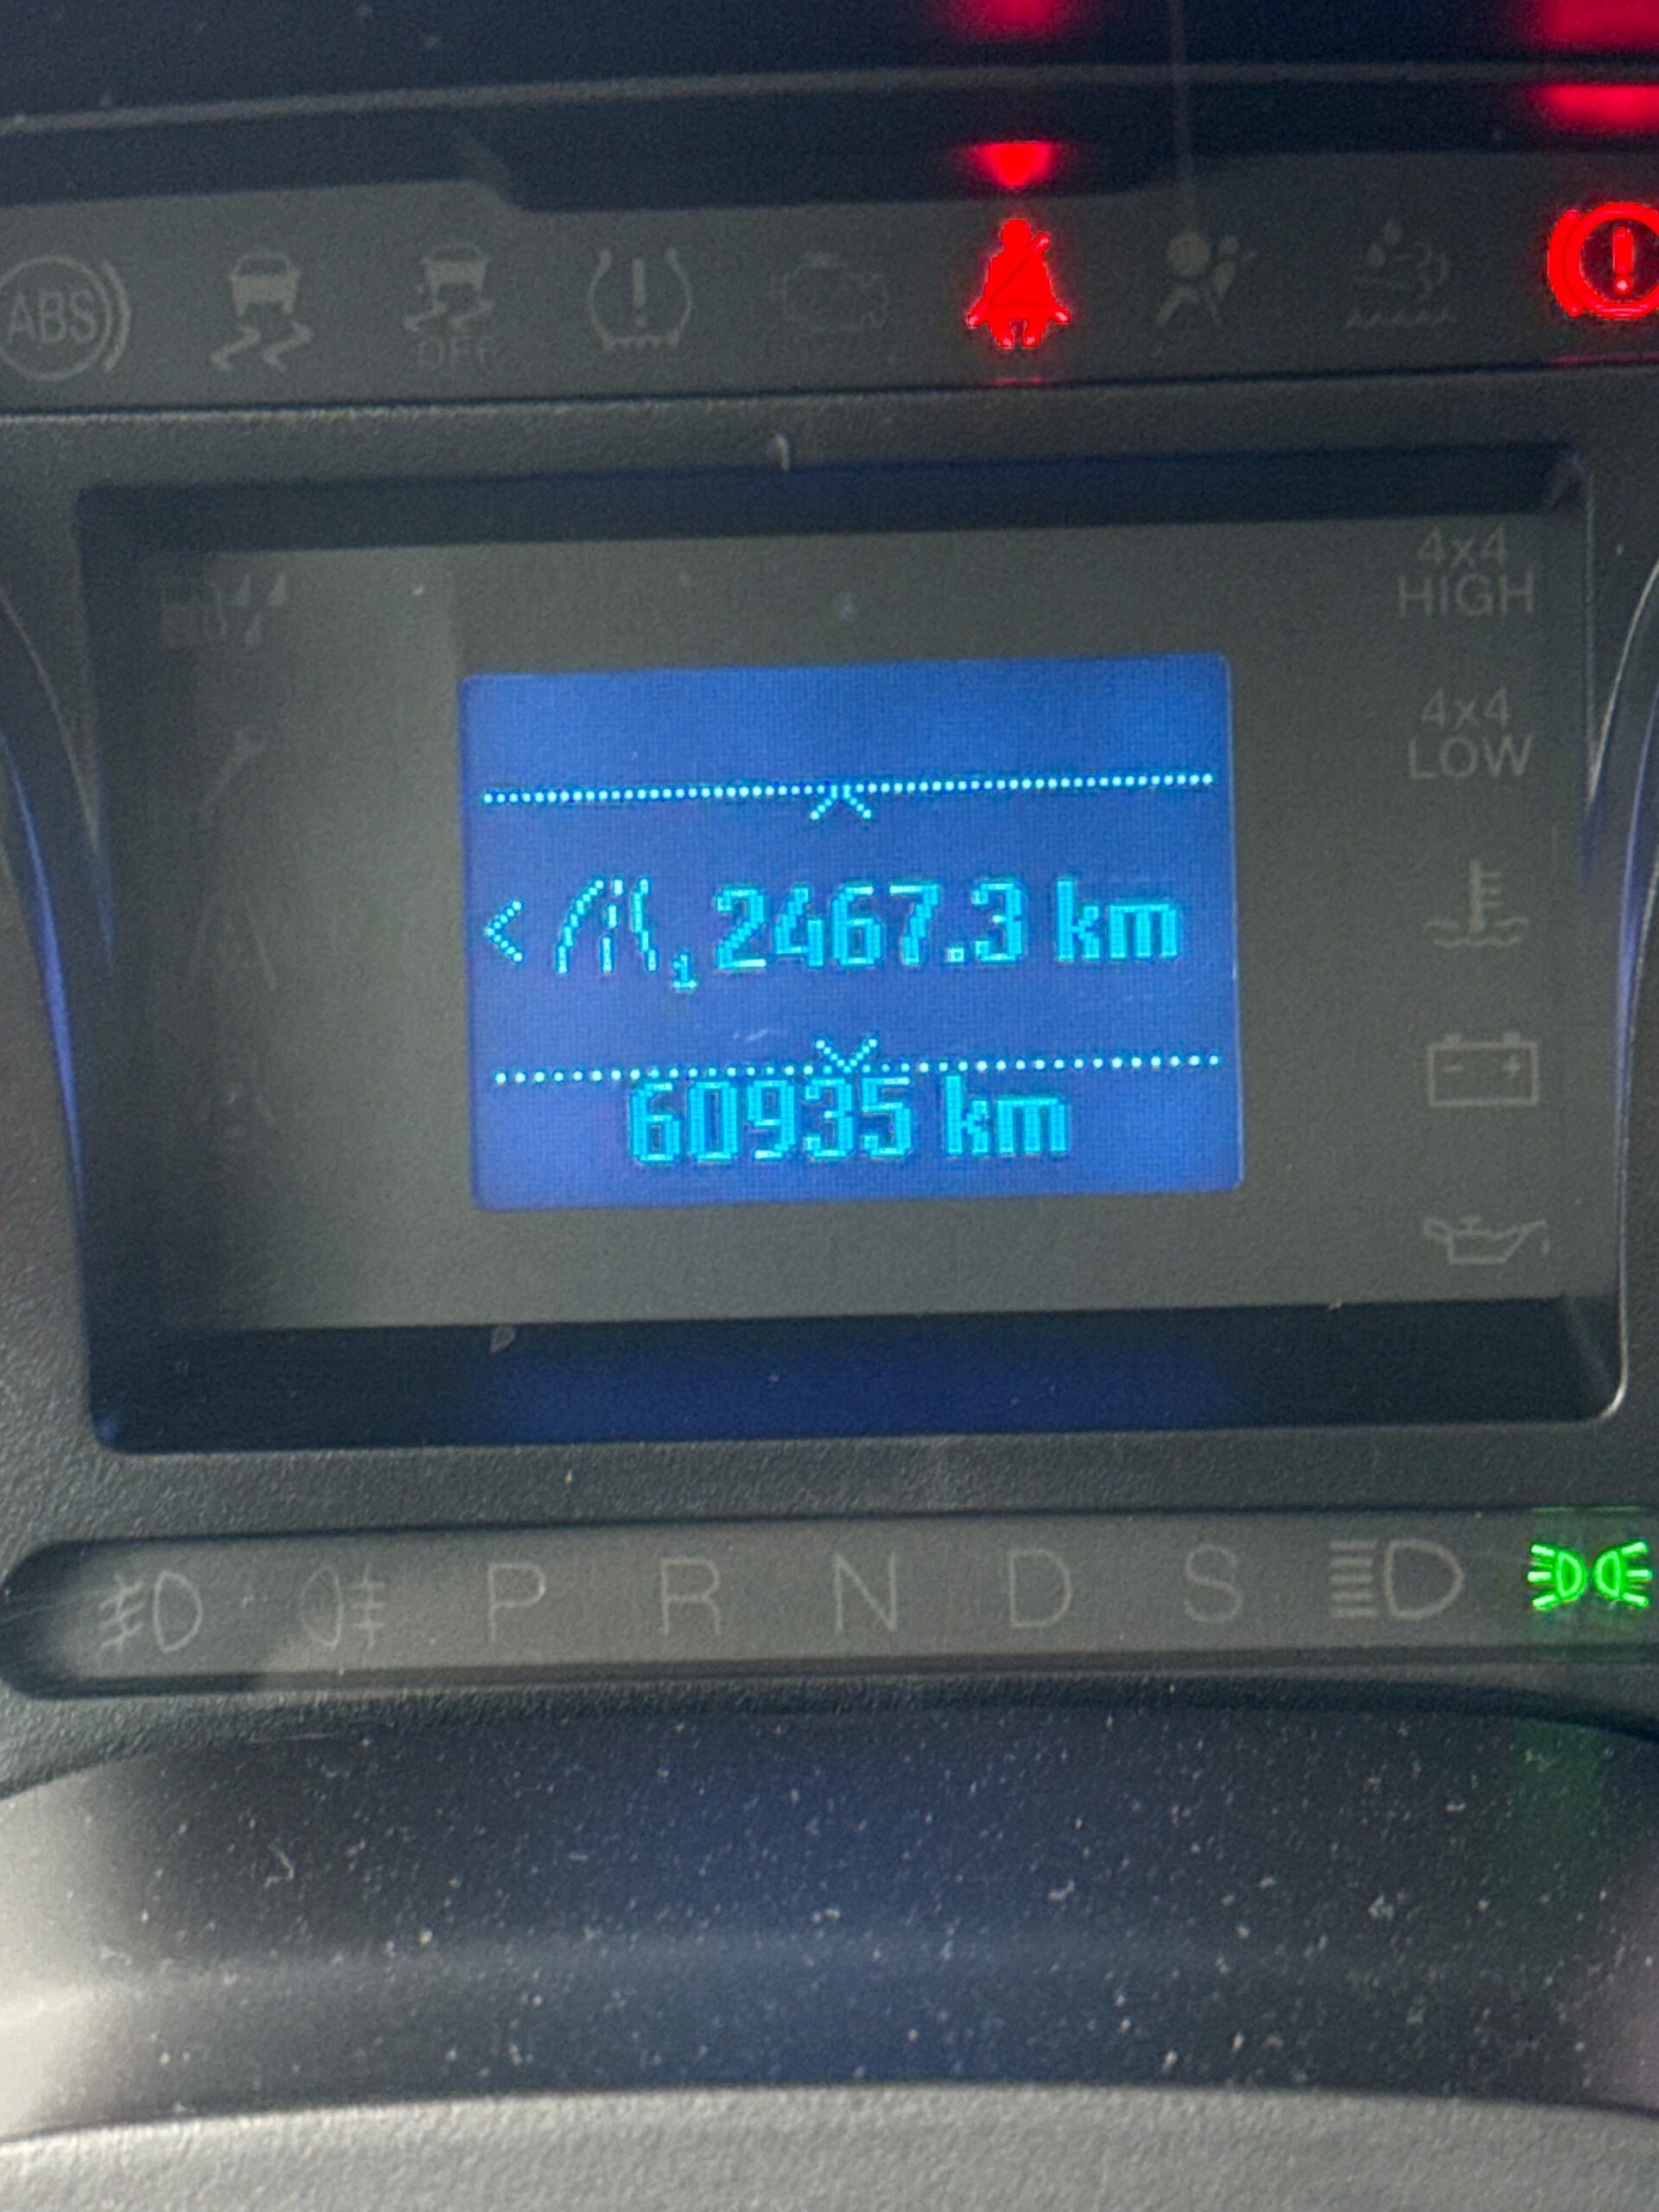 ABS
OFF
4x4
HIGH
4x4
LOW
1 2467.3 km
60935 km
P R N D S